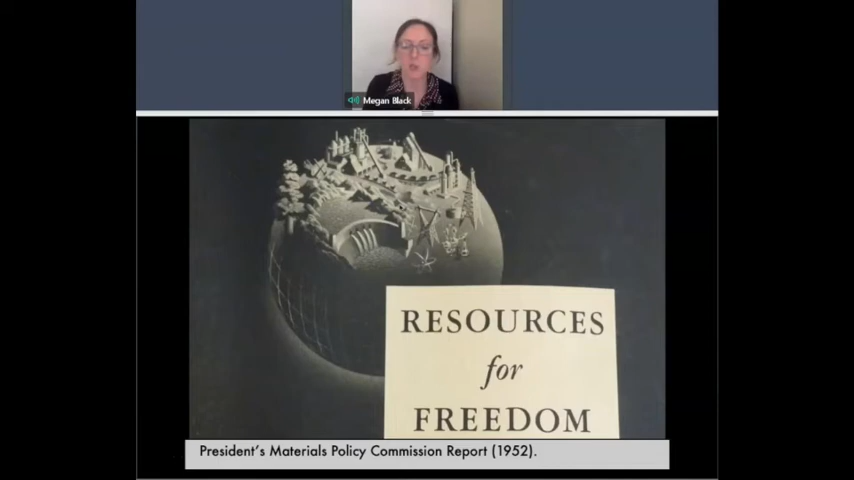 Megan Black
RESOURCES
for
FREEDOM
President's Materials Policy Commission Report (1952).